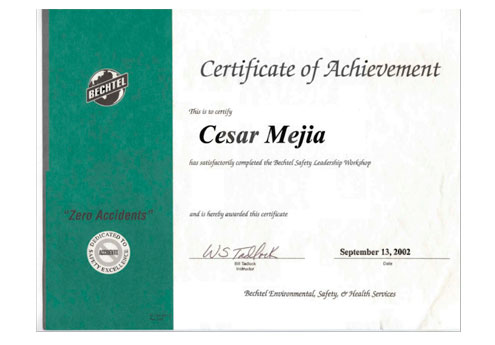 BECHTEL
Certificate of Achievement
This is to certify
Cesar Mejia
has satisfactorily completed the Bechtel Safety Leadership Workshop
"Zero Accidents"
and is hereby awarded this certificate
DEDICATED TO
ACCIDENTS
SAFETY EXCELLENCE
WS Tadlock
September 13, 2002
Bill Tadlock
Date
Instructor
Bechtel Environmental, Safety, & Health Services